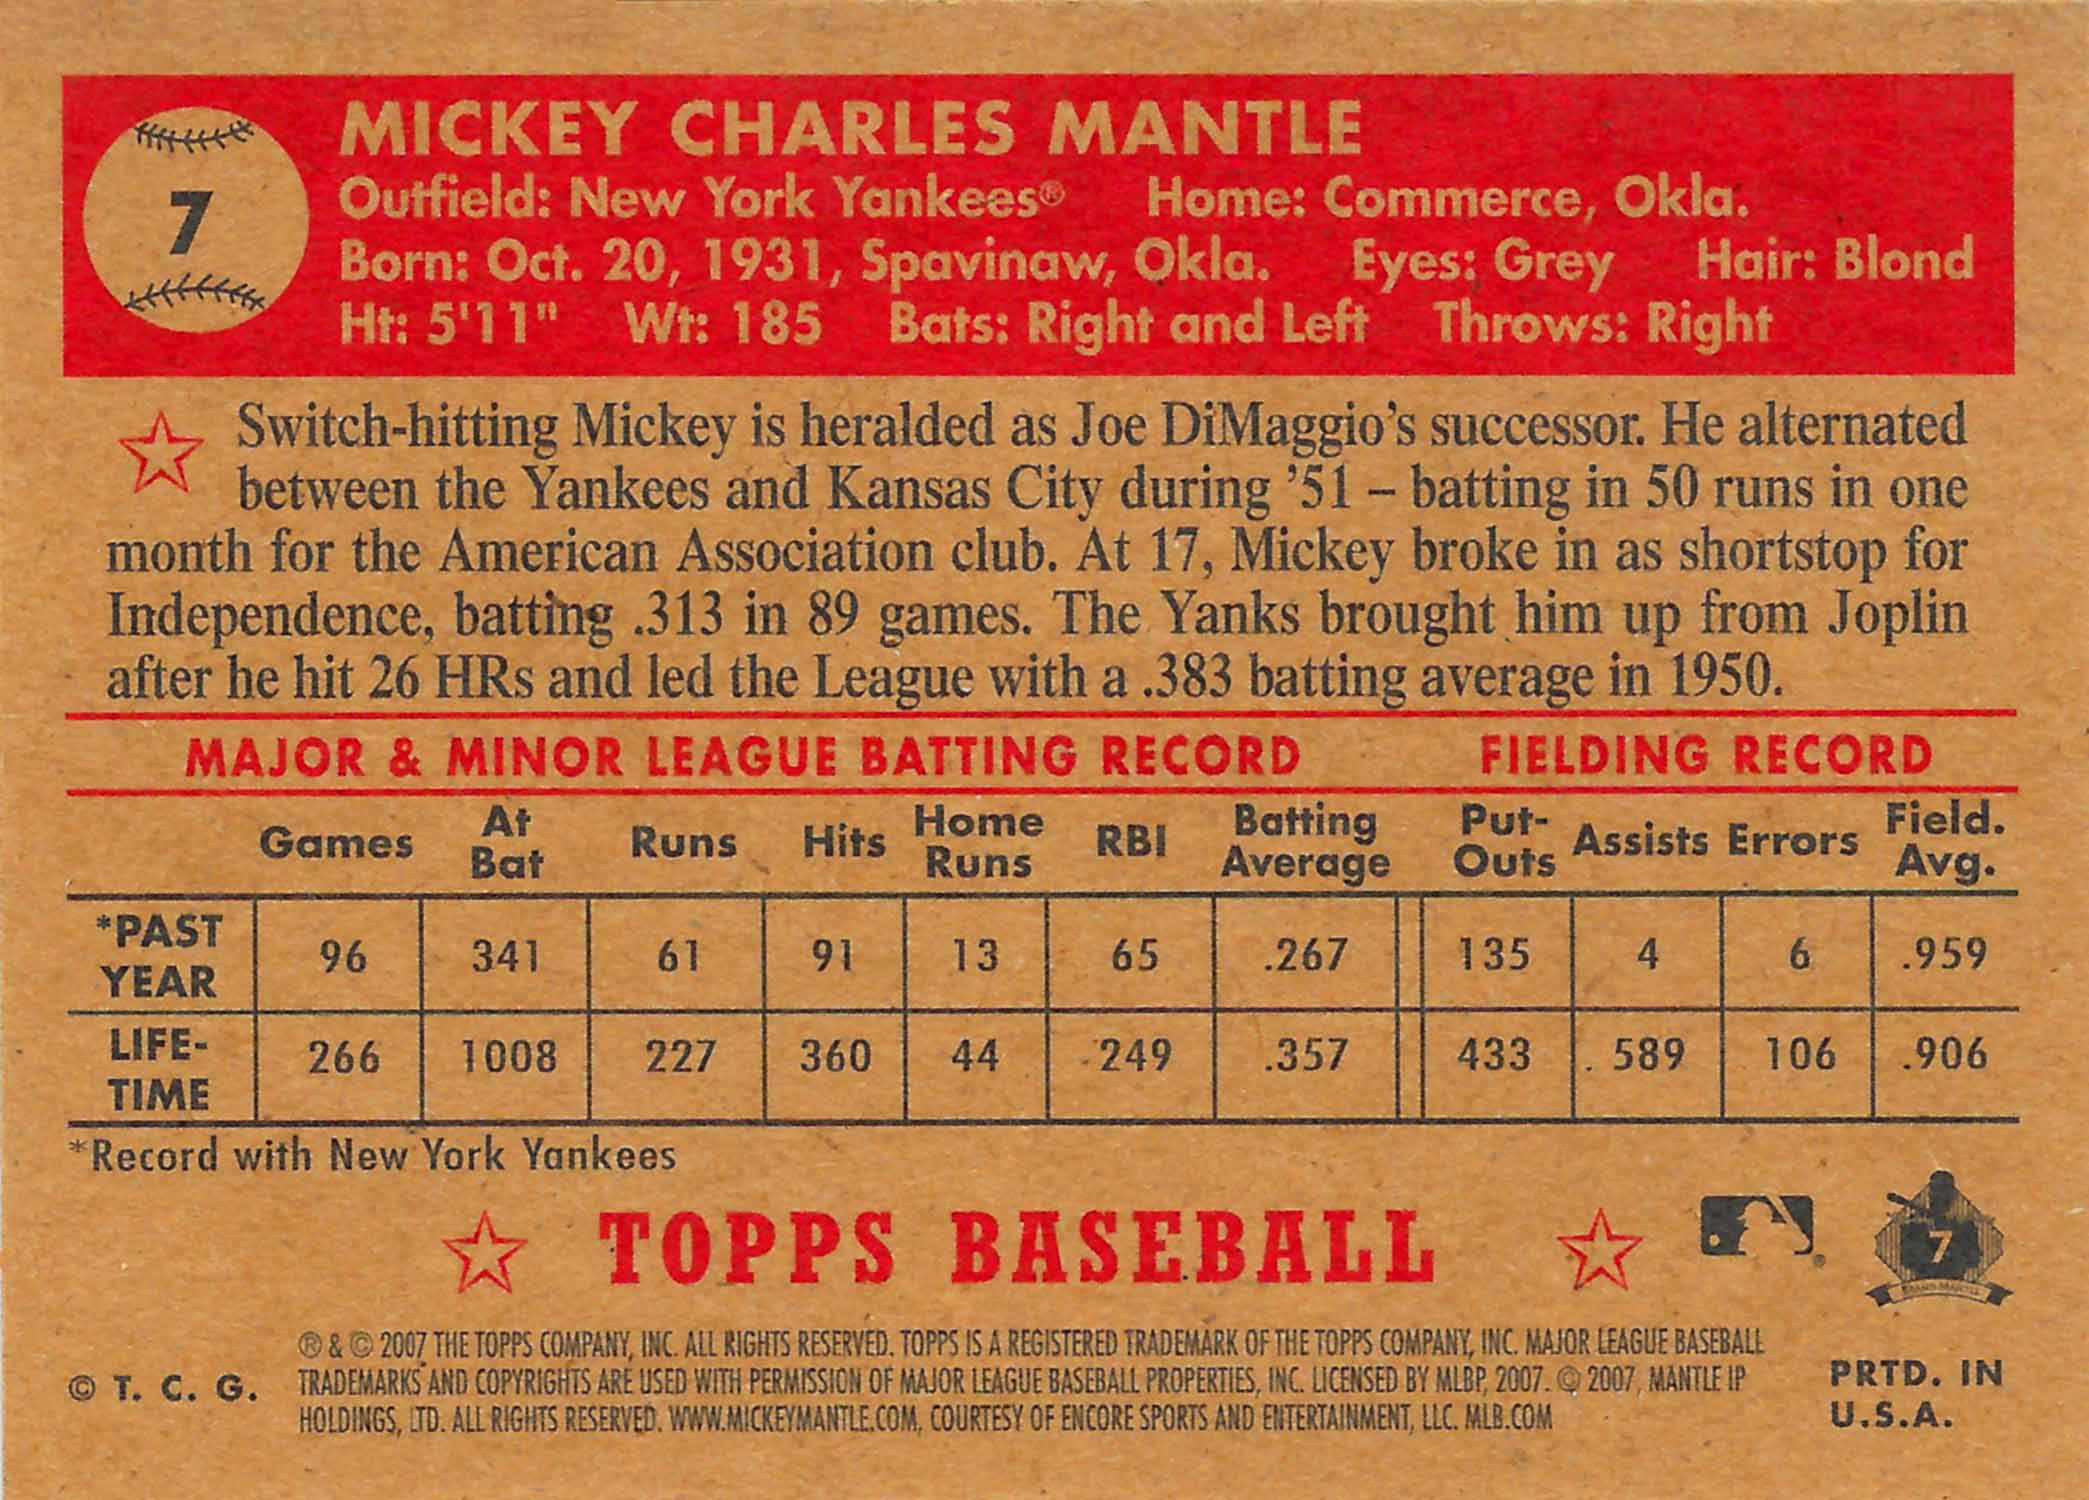 7
MICKEY CHARLES MANTLE
Outfield: New York Yankees® Home: Commerce, Okla.
Born: Oct. 20, 1931, Spavinaw, Okla. Eyes: Grey Hair: Blond
Ht: 5'11" Wt: 185 Bats: Right and Left Throws: Right
Switch-hitting Mickey is heralded as Joe DiMaggio's successor. He alternated
between the Yankees and Kansas City during '51 – batting in 50 runs in one
month for the American Association club. At 17, Mickey broke in as shortstop for
Independence, batting .313 in 89 games. The Yanks brought him up from Joplin
after he hit 26 HRs and led the League with a .383 batting average in 1950.
MAJOR & MINOR LEAGUE BATTING RECORD FIELDING RECORD
Games At Bat Runs Hits Home Runs RBI Batting Average Put-Outs Assists Errors Field. Avg.
*PAST YEAR 96 341 61 91 13 65 .267 135 4 6 .959
LIFE-TIME 266 1008 227 360 44 249 .357 433 589 106 .906
*Record with New York Yankees
TOPPS BASEBALL
7
® & © 2007 THE TOPPS COMPANY, INC. ALL RIGHTS RESERVED. TOPPS IS A REGISTERED TRADEMARK OF THE TOPPS COMPANY, INC. MAJOR LEAGUE BASEBALL
TRADEMARKS AND COPYRIGHTS ARE USED WITH PERMISSION OF MAJOR LEAGUE BASEBALL PROPERTIES, INC. LICENSED BY MLBP, 2007. © 2007, MANTLE IP
HOLDINGS, LTD. ALL RIGHTS RESERVED. WWW.MICKEYMANTLE.COM, COURTESY OF ENCORE SPORTS AND ENTERTAINMENT, LLC. MLB.COM
© T. C. G.
PRTD. IN
U.S.A.